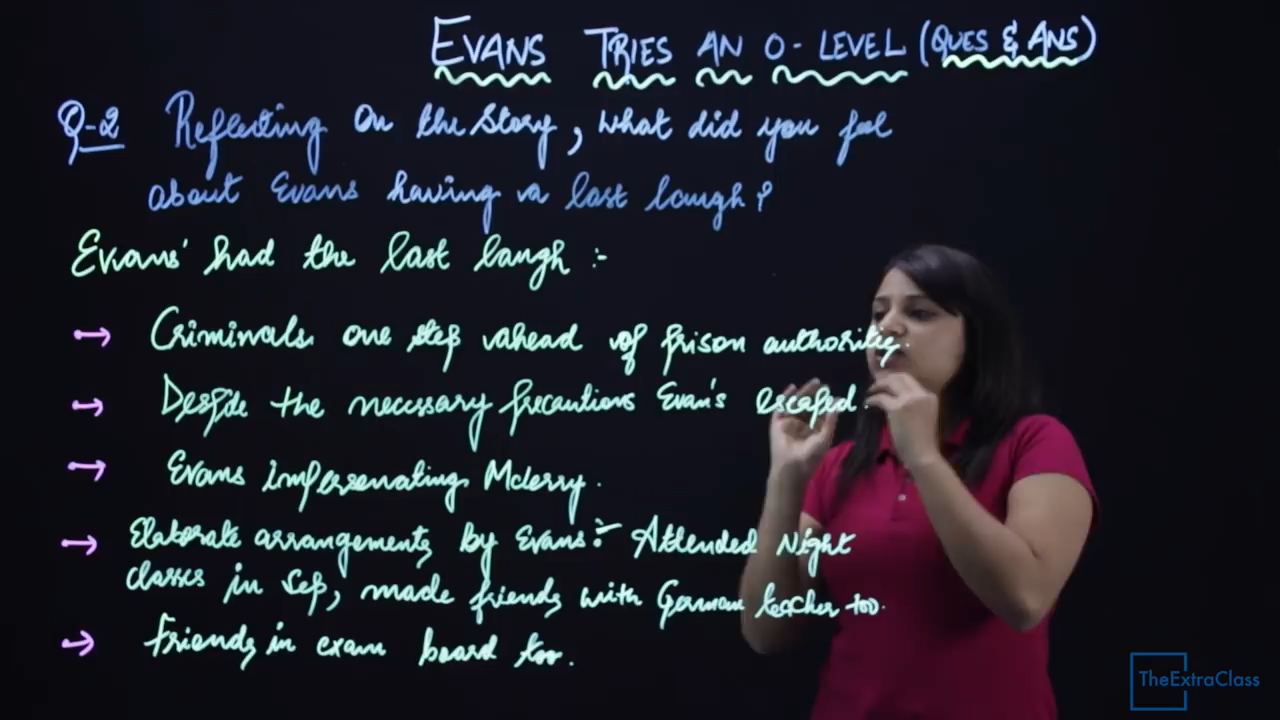 EVANS TRIES AN O-LEVEL (QUES & ANS)
Q-2 Reflecting on the Story, what did you feel
about Evans having a last laugh?
Evans' had the last laugh :-
→ Criminals one step ahead of prison authority.
→ Despite the necessary precautions Evan's escaped.
→ Evans impersonating Mclerry.
→ Elaborate arrangements by Evans :- Attended Night
classes in Sep, made friends with German teacher too.
→ Friends in exam board too.
TheExtraClass